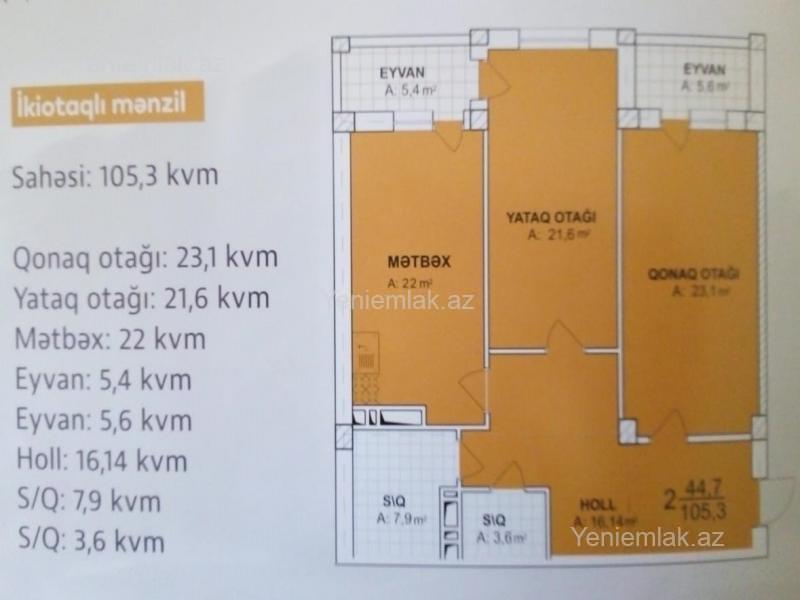 Yeniemlak.az
İkiotaqlı mənzil
Sahəsi: 105,3 kvm
Qonaq otağı: 23,1 kvm
Yataq otağı: 21,6 kvm
Mətbəx: 22 kvm
Eyvan: 5,4 kvm
Eyvan: 5,6 kvm
Holl: 16,14 kvm
S/Q: 7,9 kvm
S/Q: 3,6 kvm
EYVAN
A: 5,4 m²
EYVAN
A: 5,6 m²
YATAQ OTAĞI
A: 21,6 m²
MƏTBƏX
A: 22 m²
QONAQ OTAĞI
A: 23,1 m²
Yeniemlak.az
S\Q
A: 7,9 m²
S\Q
A: 3,6 m²
HOLL
A: 16,14 m²
2 44,7
105,3
Yeniemlak.az